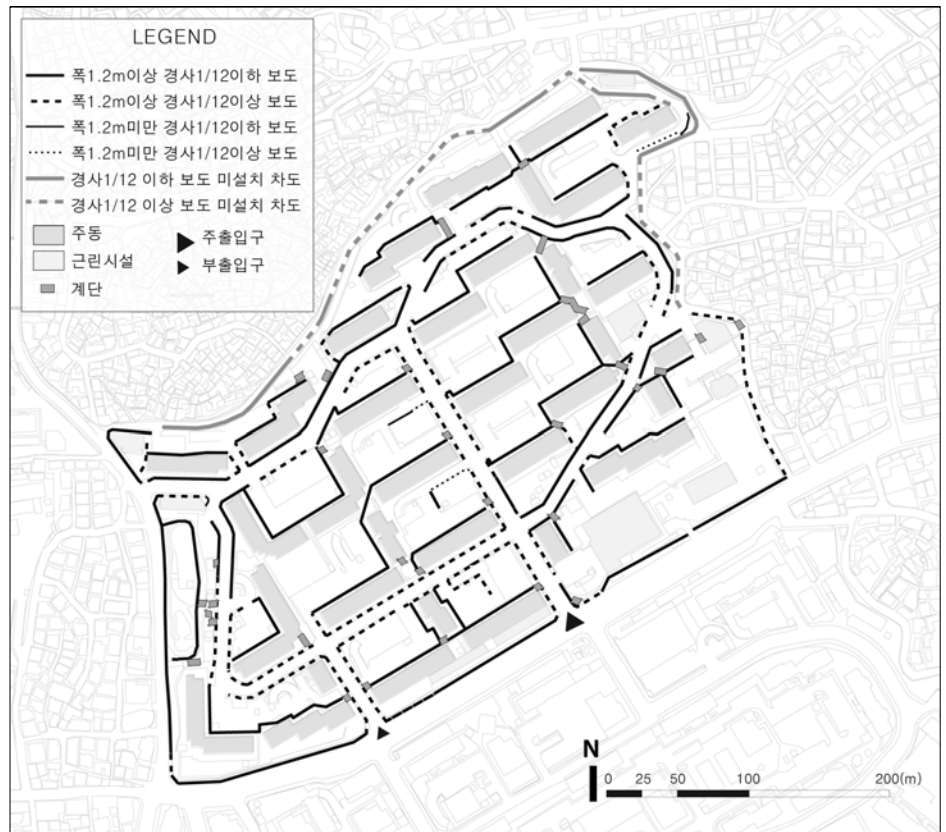 LEGEND
폭1.2m이상 경사1/12이하 보도
폭1.2m이상 경사1/12이상 보도
폭1.2m미만 경사1/12이하 보도
폭1.2m미만 경사1/12이상 보도
경사1/12 이하 보도 미설치 차도
경사1/12 이상 보도 미설치 차도
주동
주출입구
근린시설
부출입구
계단
N
0 25 50 100 200(m)